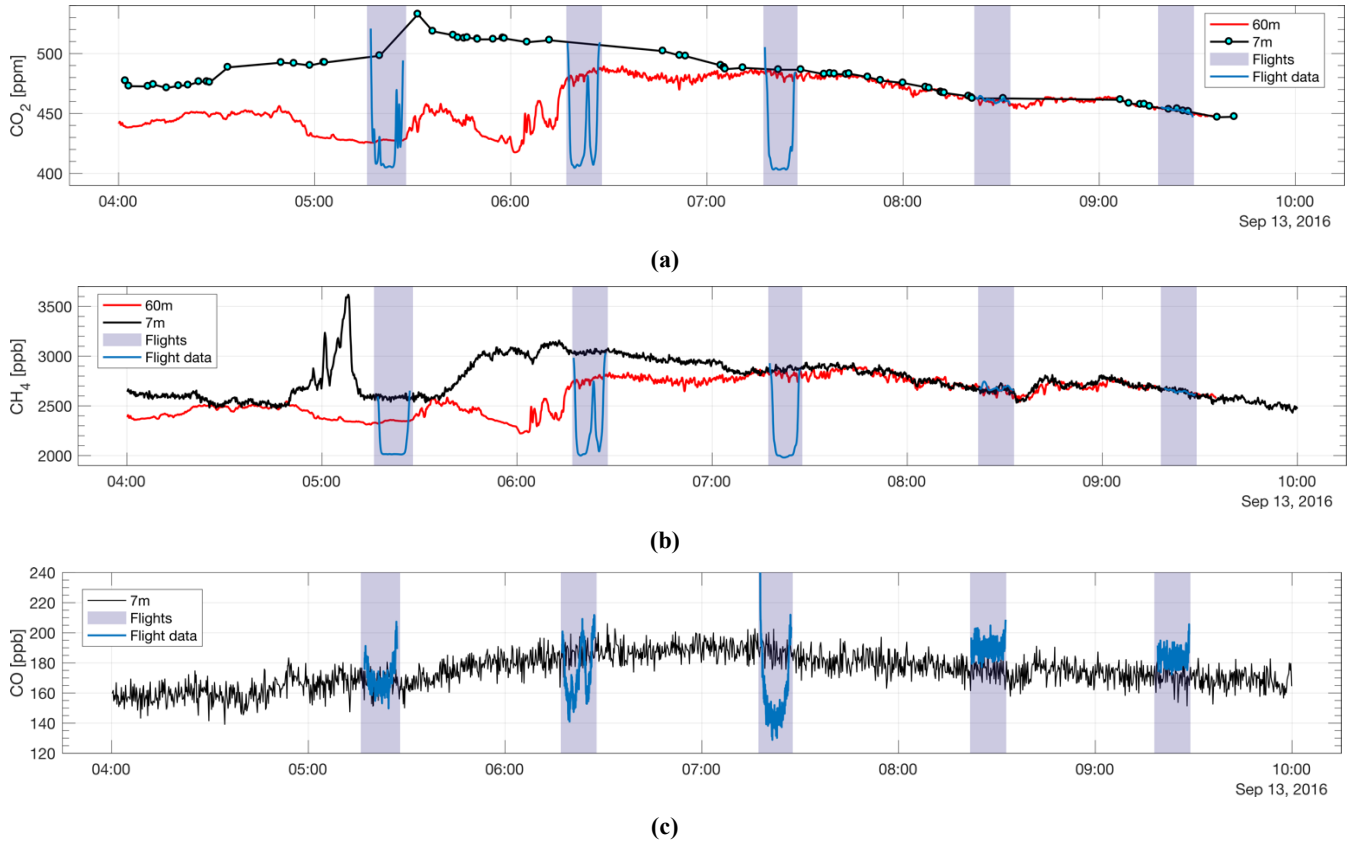 CO2 [ppm]
500
450
400
60m
7m
Flights
Flight data
04:00 05:00 06:00 07:00 08:00 09:00 10:00
Sep 13, 2016
(a)
CH4 [ppb]
3500
3000
2500
2000
60m
7m
Flights
Flight data
04:00 05:00 06:00 07:00 08:00 09:00 10:00
Sep 13, 2016
(b)
CO [ppb]
240
220
200
180
160
140
120
7m
Flights
Flight data
04:00 05:00 06:00 07:00 08:00 09:00 10:00
Sep 13, 2016
(c)